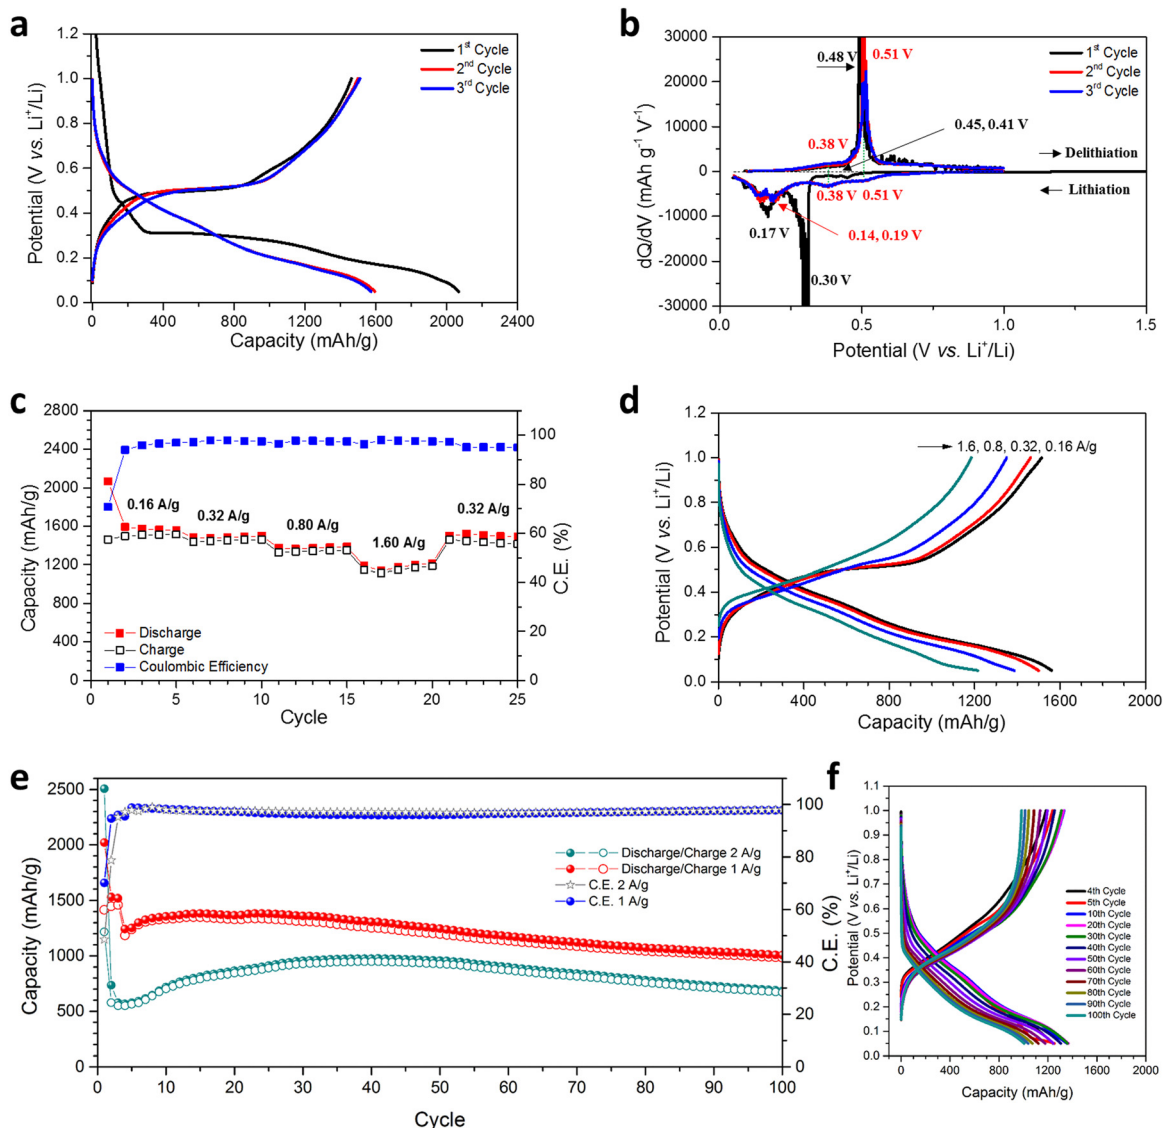 a
1.2
1.0
0.8
0.6
0.4
0.2
0.0
Potential (V vs. Li⁺/Li)
0 400 800 1200 1600 2000 2400
Capacity (mAh/g)
1st Cycle
2nd Cycle
3rd Cycle
b
30000
20000
10000
0
-10000
-20000
-30000
dQ/dV (mAh g⁻¹ V⁻¹)
0.0 0.5 1.0 1.5
Potential (V vs. Li⁺/Li)
0.48 V
0.51 V
1st Cycle
2nd Cycle
3rd Cycle
0.45, 0.41 V
0.38 V
Delithiation
Lithiation
0.38 V
0.51 V
0.17 V
0.14, 0.19 V
0.30 V
c
2800
2400
2000
1600
1200
800
400
0
Capacity (mAh/g)
100
80
60
40
20
0
C.E. (%)
0 5 10 15 20 25
Cycle
0.16 A/g
0.32 A/g
0.80 A/g
1.60 A/g
0.32 A/g
Discharge
Charge
Coulombic Efficiency
d
1.2
1.0
0.8
0.6
0.4
0.2
0.0
Potential (V vs. Li⁺/Li)
0 400 800 1200 1600 2000
Capacity (mAh/g)
1.6, 0.8, 0.32, 0.16 A/g
e
2500
2000
1500
1000
500
0
Capacity (mAh/g)
100
80
60
40
20
0
C.E. (%)
0 10 20 30 40 50 60 70 80 90 100
Cycle
Discharge/Charge 2 A/g
Discharge/Charge 1 A/g
C.E. 2 A/g
C.E. 1 A/g
f
1.1
1.0
0.9
0.8
0.7
0.6
0.5
0.4
0.3
0.2
0.1
0.0
Potential (V vs. Li⁺/Li)
0 400 800 1200 1600 2000 2400
Capacity (mAh/g)
4th Cycle
5th Cycle
10th Cycle
20th Cycle
30th Cycle
40th Cycle
50th Cycle
60th Cycle
70th Cycle
80th Cycle
90th Cycle
100th Cycle